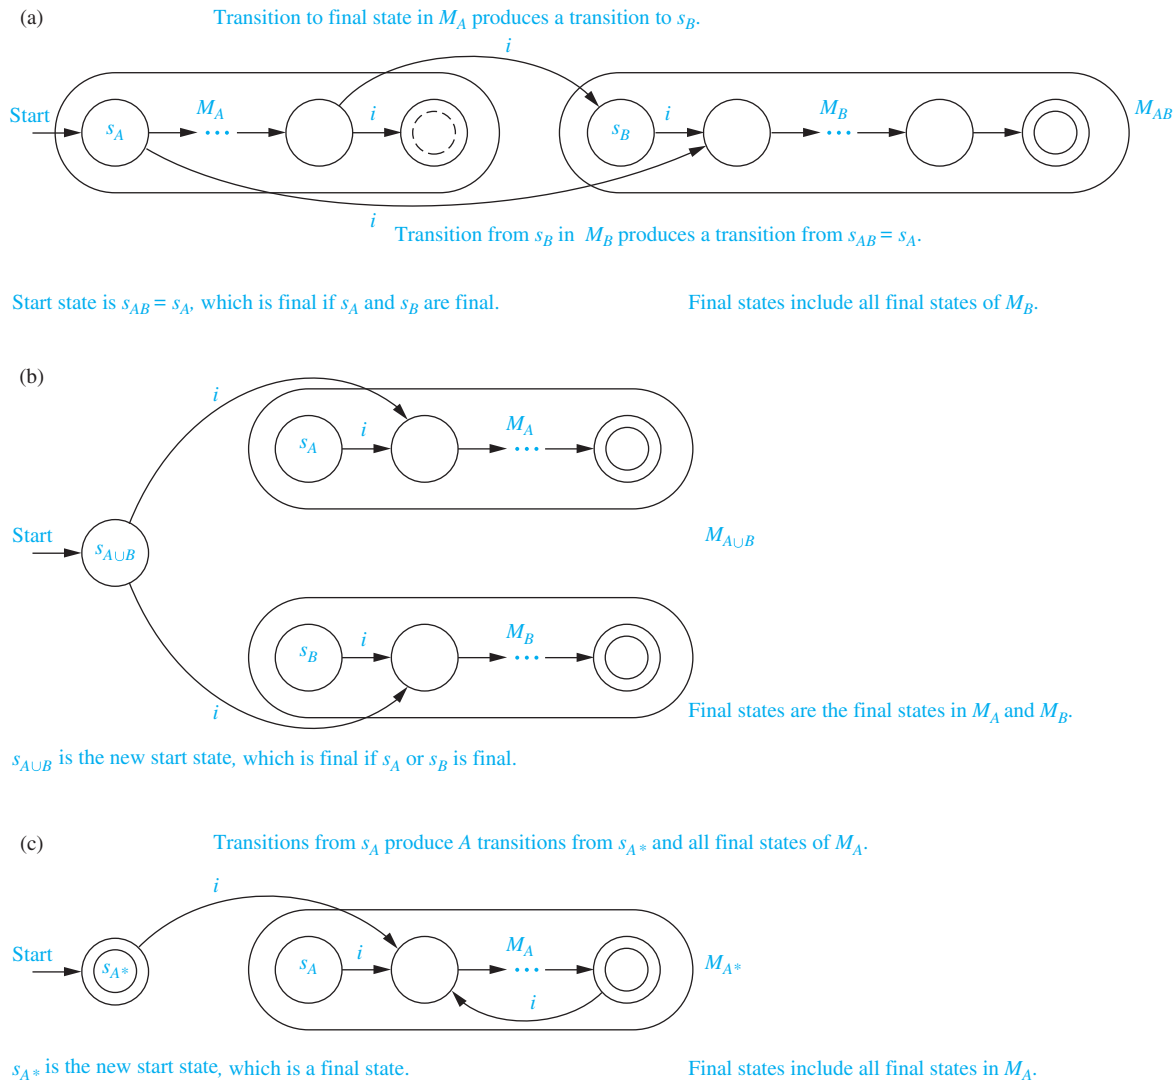 (a)
Transition to final state in M_A produces a transition to s_B.
i
Start
s_A
M_A
...
i
s_B
i
M_B
...
M_AB
i
Transition from s_B in M_B produces a transition from s_AB = s_A.
Start state is s_AB = s_A, which is final if s_A and s_B are final.
Final states include all final states of M_B.
(b)
i
s_A
i
M_A
...
Start
s_A∪B
M_A∪B
s_B
i
M_B
...
i
Final states are the final states in M_A and M_B.
s_A∪B is the new start state, which is final if s_A or s_B is final.
(c)
Transitions from s_A produce A transitions from s_A* and all final states of M_A.
i
Start
s_A*
s_A
i
M_A
...
M_A*
i
s_A* is the new start state, which is a final state.
Final states include all final states in M_A.